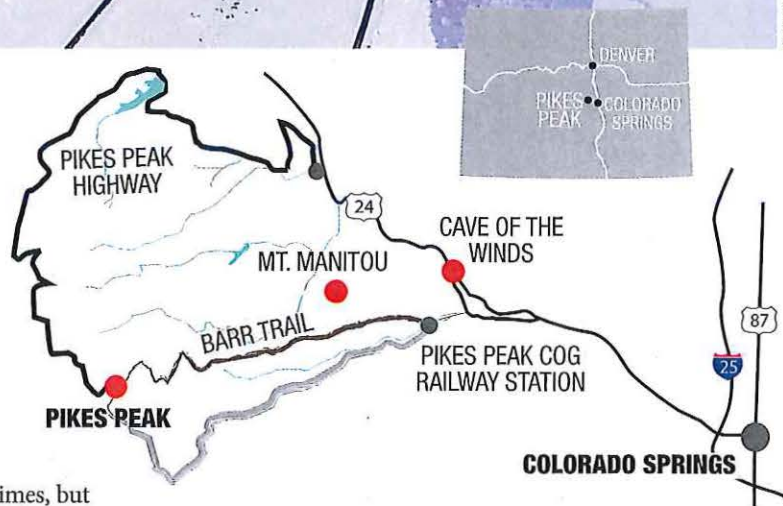 DENVER
PIKES
PEAK
COLORADO
SPRINGS
PIKES PEAK
HIGHWAY
24
CAVE OF THE
WINDS
MT. MANITOU
87
BARR TRAIL
25
PIKES PEAK COG
RAILWAY STATION
PIKES PEAK
COLORADO SPRINGS
imes, but